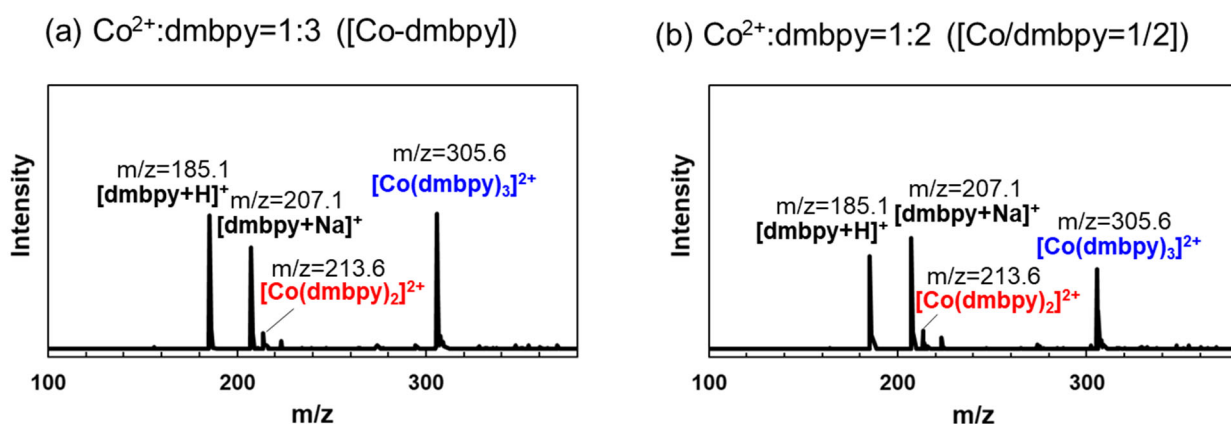 (a) Co²⁺:dmbpy=1:3 ([Co-dmbpy])
Intensity
m/z=185.1
[dmbpy+H]⁺
m/z=207.1
[dmbpy+Na]⁺
m/z=213.6
[Co(dmbpy)₂]²⁺
m/z=305.6
[Co(dmbpy)₃]²⁺
100 200 300
m/z
(b) Co²⁺:dmbpy=1:2 ([Co/dmbpy=1/2])
Intensity
m/z=185.1
[dmbpy+H]⁺
m/z=207.1
[dmbpy+Na]⁺
m/z=213.6
[Co(dmbpy)₂]²⁺
m/z=305.6
[Co(dmbpy)₃]²⁺
100 200 300
m/z